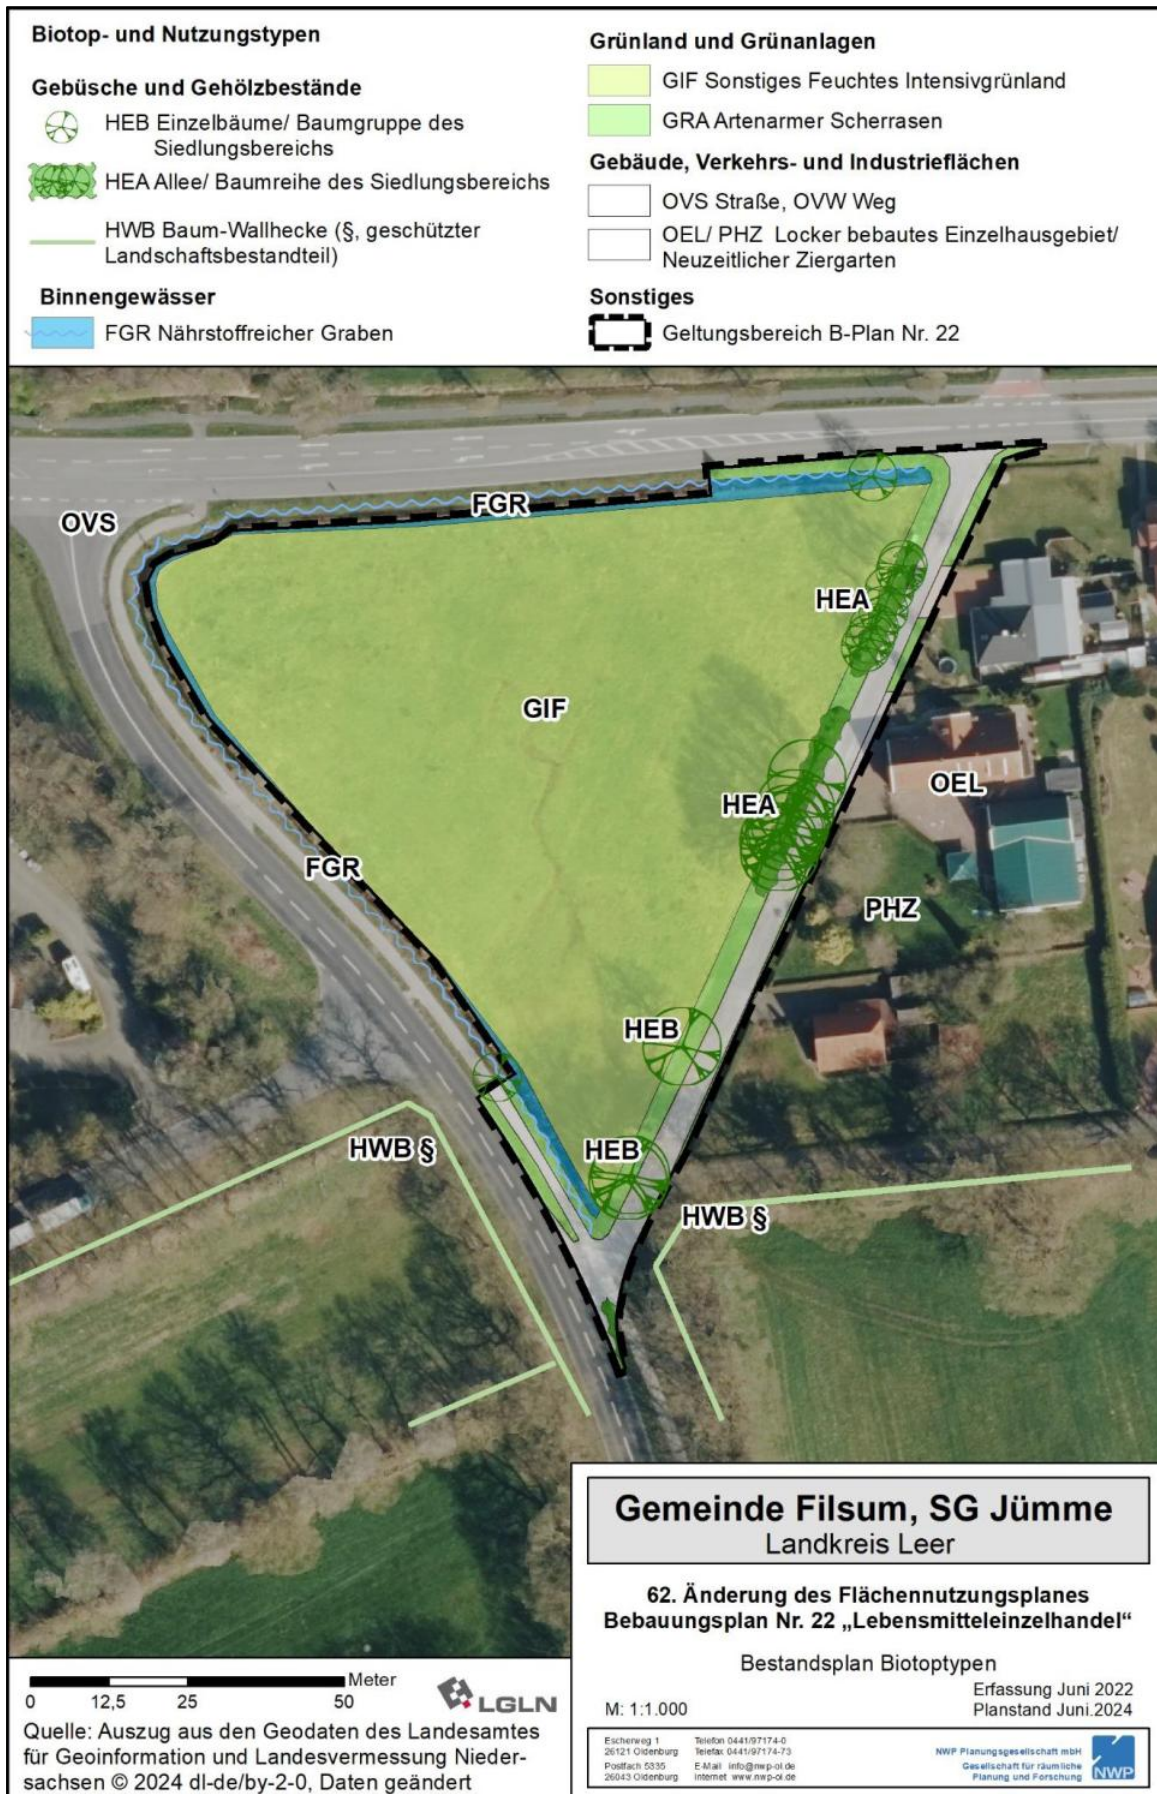 Biotop- und Nutzungstypen
Gebüsche und Gehölzbestände
HEB Einzelbäume/ Baumgruppe des
Siedlungsbereichs
HEA Allee/ Baumreihe des Siedlungsbereichs
HWB Baum-Wallhecke (§, geschützter
Landschaftsbestandteil)
Binnengewässer
FGR Nährstoffreicher Graben
Grünland und Grünanlagen
GIF Sonstiges Feuchtes Intensivgrünland
GRA Artenarmer Scherrasen
Gebäude, Verkehrs- und Industrieflächen
OVS Straße, OVW Weg
OEL/ PHZ Locker bebautes Einzelhausgebiet/
Neuzeitlicher Ziergarten
Sonstiges
Geltungsbereich B-Plan Nr. 22
FGR
OVS
HEA
GIF
OEL
HEA
FGR
PHZ
HEB
HWB §
HEB
HWB §
Gemeinde Filsum, SG Jümme
Landkreis Leer
62. Änderung des Flächennutzungsplanes
Bebauungsplan Nr. 22 „Lebensmitteleinzelhandel“
Bestandsplan Biotoptypen
Erfassung Juni 2022
M: 1:1.000 Planstand Juni.2024
Meter
0 12,5 25 50
LGLN
Quelle: Auszug aus den Geodaten des Landesamtes
für Geoinformation und Landesvermessung Nieder-
sachsen © 2024 dl-de/by-2-0, Daten geändert
Escherweg 1 Telefon 0441/97174-0
26121 Oldenburg Telefax 0441/97174-73
Postfach 5335 E-Mail info@nwp-ol.de
26043 Oldenburg Internet www.nwp-ol.de
NWP Planungsgesellschaft mbH
Gesellschaft für räumliche
Planung und Forschung
NWP